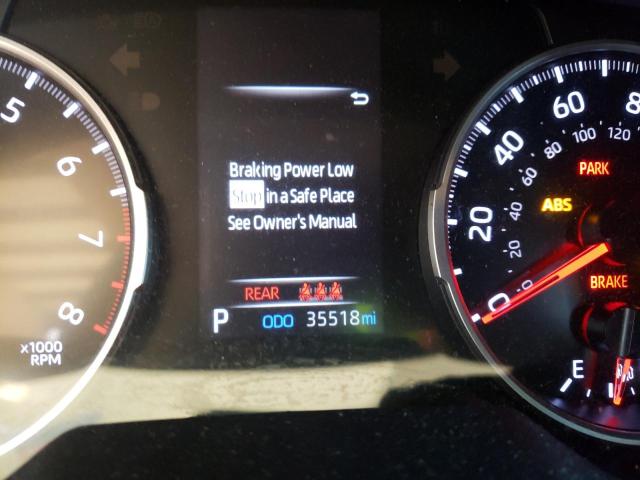 Braking Power Low
Stop in a Safe Place
See Owner's Manual
REAR
P ODO 35518 mi
5
6
7
8
x1000
RPM
0
20
40
60
0
20
40
60
80
100
120
PARK
ABS
BRAKE
E